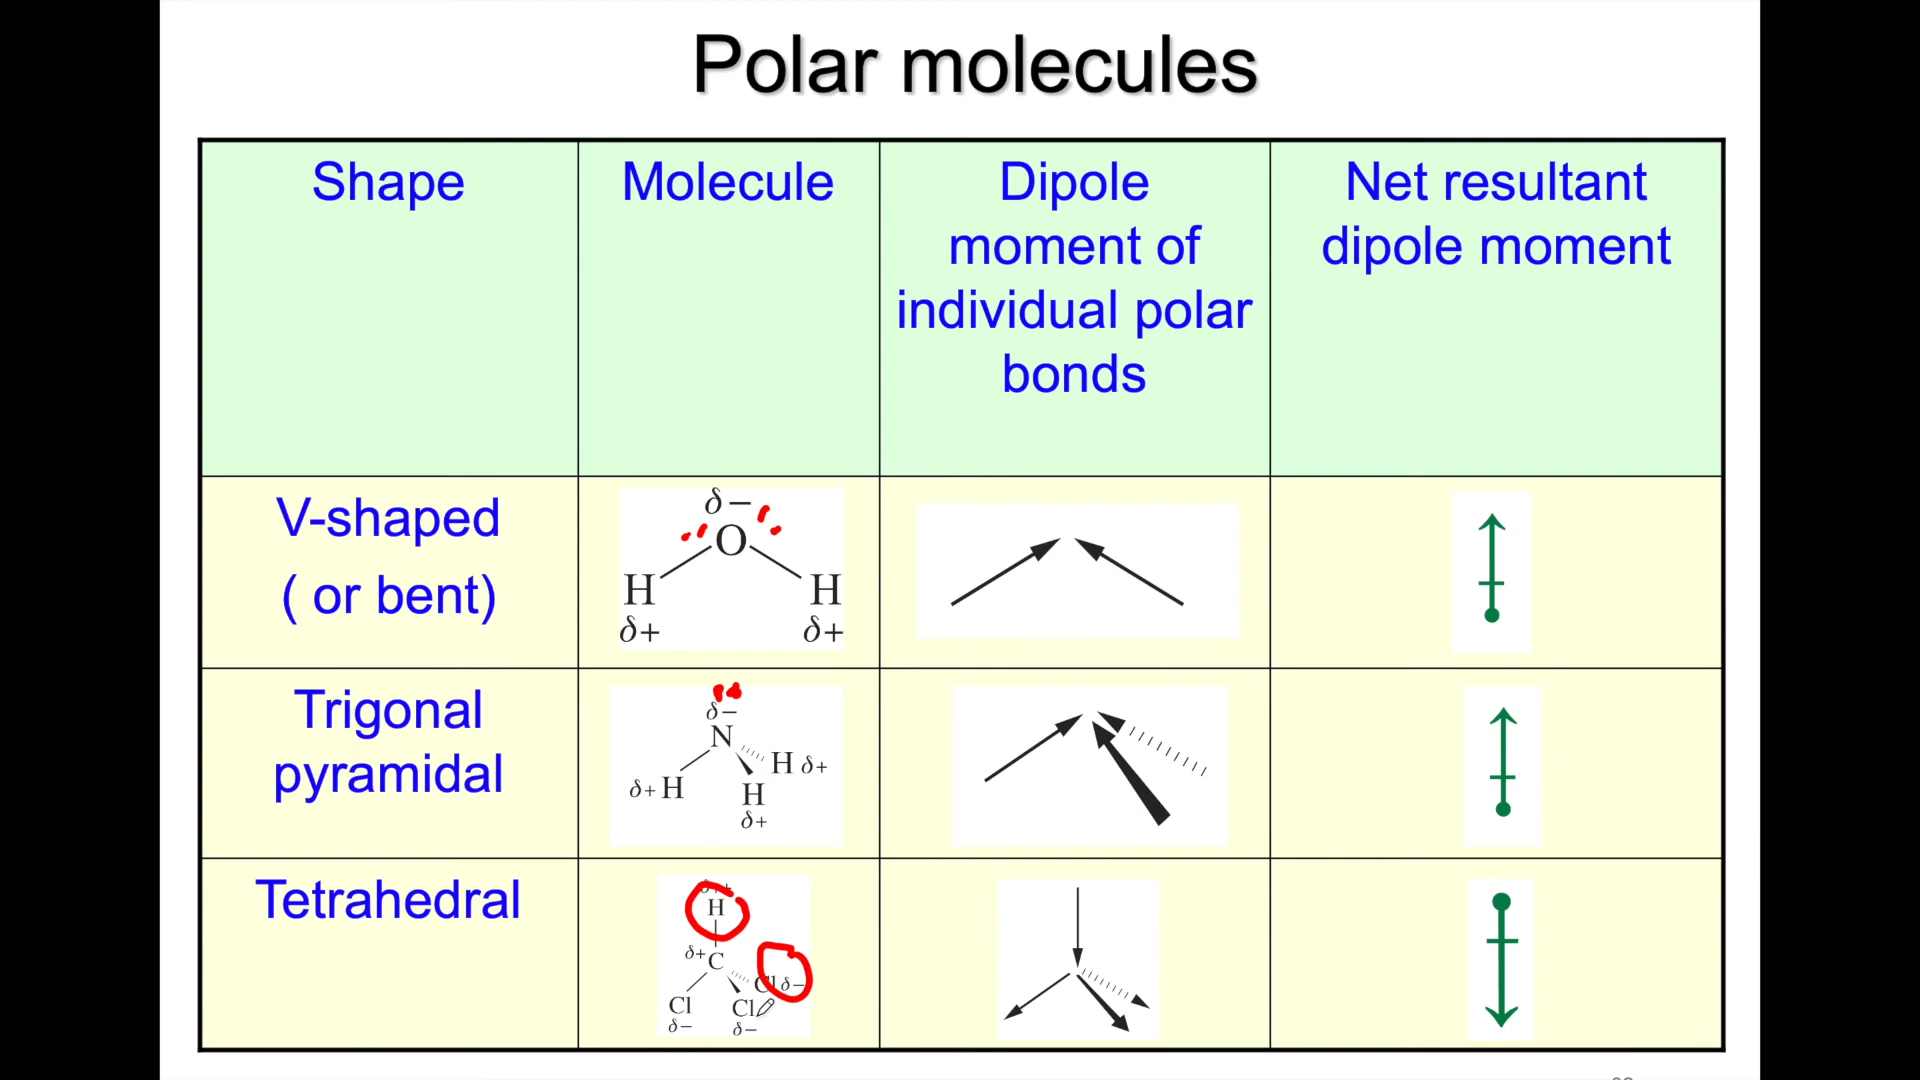 Polar molecules
Shape
Molecule
Dipole
moment of
individual polar
bonds
Net resultant
dipole moment
V-shaped
( or bent)
δ−
O
H H
δ+ δ+
Trigonal
pyramidal
δ−
N
H δ+
δ+ H
H
δ+
Tetrahedral
H
δ+ C
Cl δ−
Cl Cl
δ− δ−